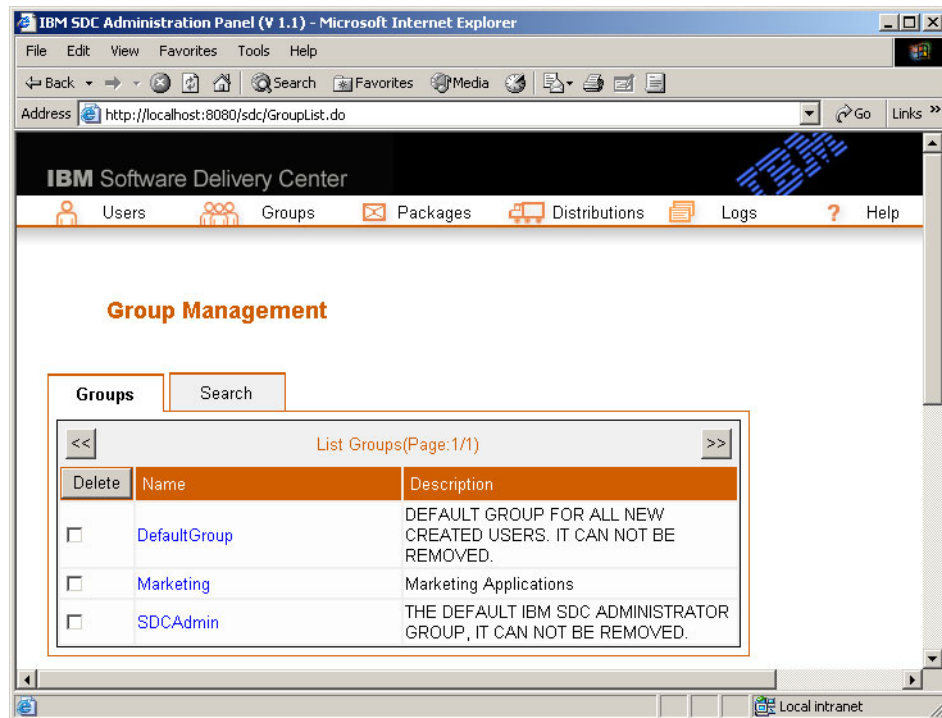 IBM SDC Administration Panel (V 1.1) - Microsoft Internet Explorer
File Edit View Favorites Tools Help
Back Search Favorites Media
Address http://localhost:8080/sdc/GroupList.do Go Links »
IBM Software Delivery Center
IBM
Users Groups Packages Distributions Logs ? Help
Group Management
Groups Search
<< List Groups(Page:1/1) >>
Delete Name Description
DefaultGroup
DEFAULT GROUP FOR ALL NEW
CREATED USERS. IT CAN NOT BE
REMOVED.
Marketing Marketing Applications
SDCAdmin
THE DEFAULT IBM SDC ADMINISTRATOR
GROUP, IT CAN NOT BE REMOVED.
Local intranet